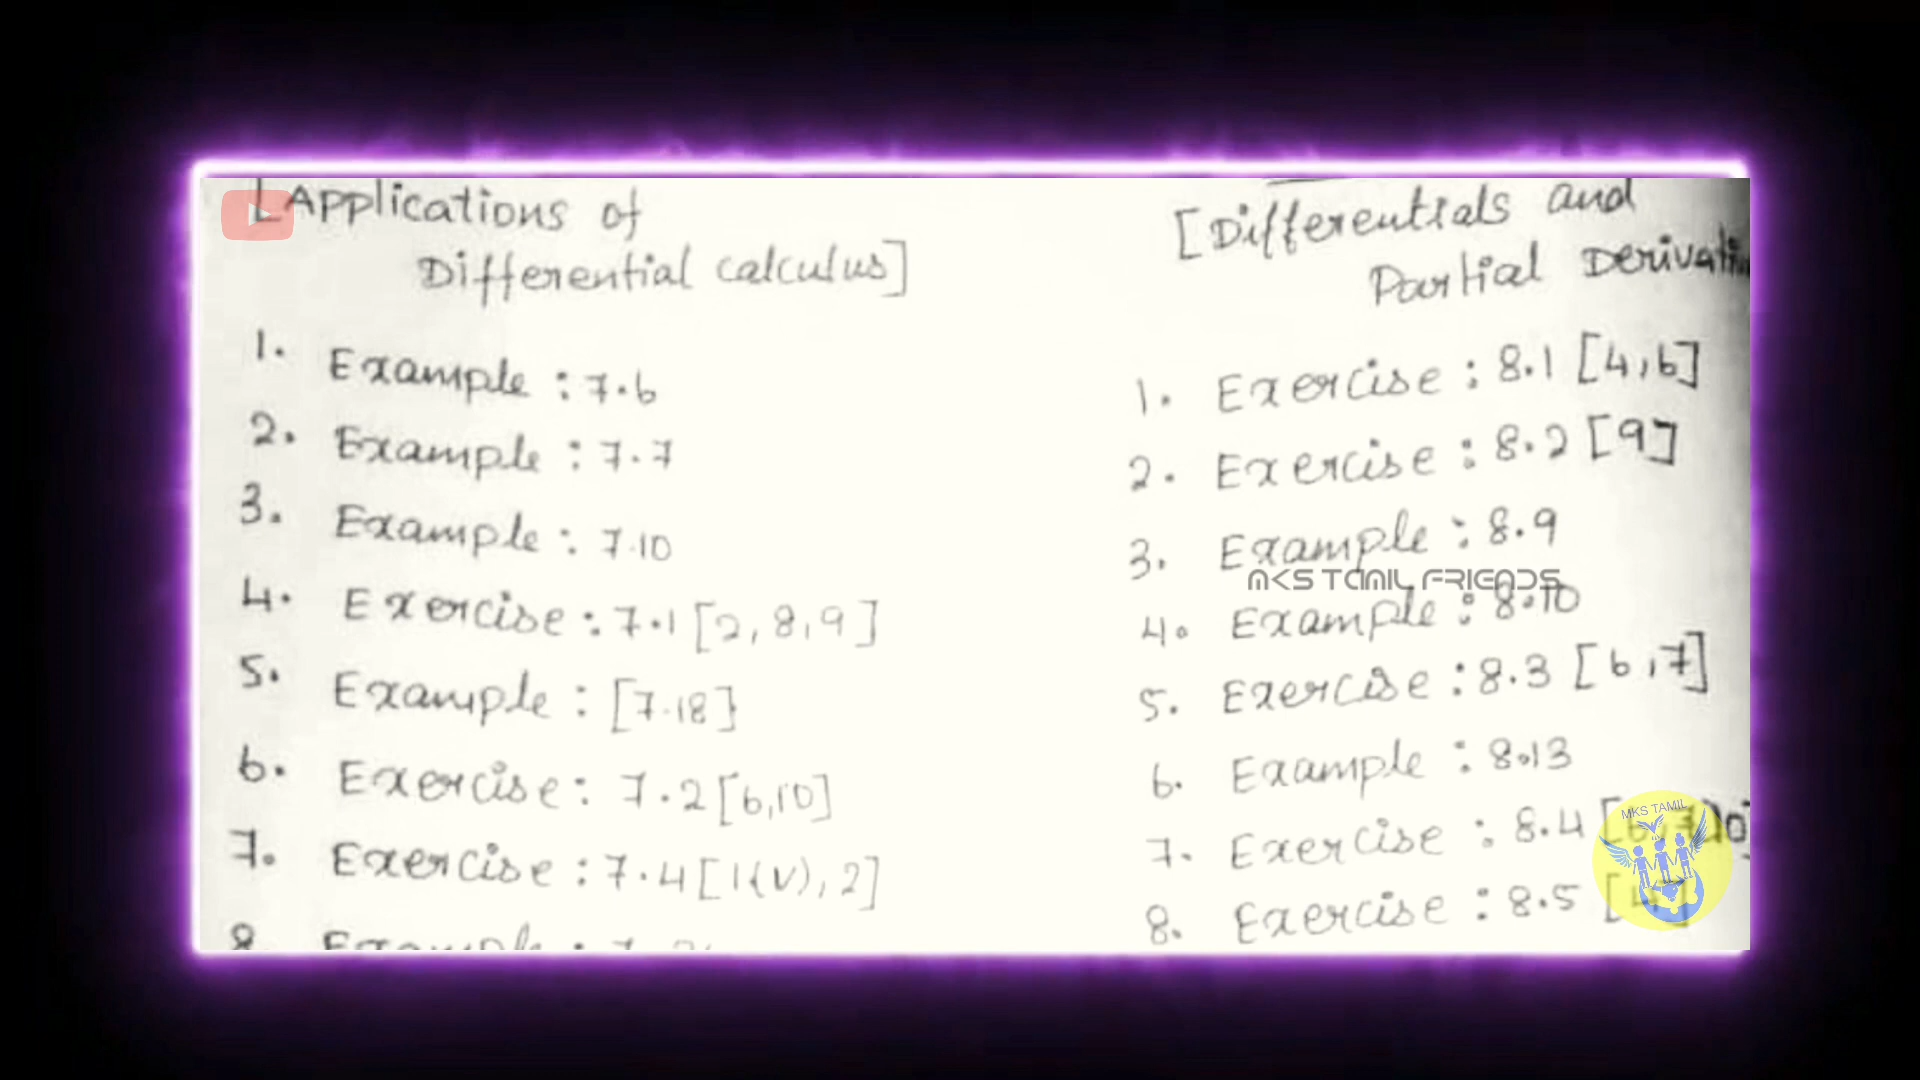 [Applications of
Differential calculus]
1. Example : 7.6
2. Example : 7.7
3. Example : 7.10
4. Exercise : 7.1 [2, 8, 9]
5. Example : [7.18]
6. Exercise : 7.2 [6,10]
7. Exercise : 7.4 [1(v), 2]
8. Example :
[Differentials and
Partial
1. Exercise : 8.1 [4,6]
2. Exercise : 8.2 [9]
3. Example : 8.9
MKS TAMIL FRIENDS
4. Example : 8.10
5. Exercise : 8.3 [6,7]
6. Example : 8.13
7. Exercise : 8.4
8. Exercise : 8.5 [4]
MKS TAMIL